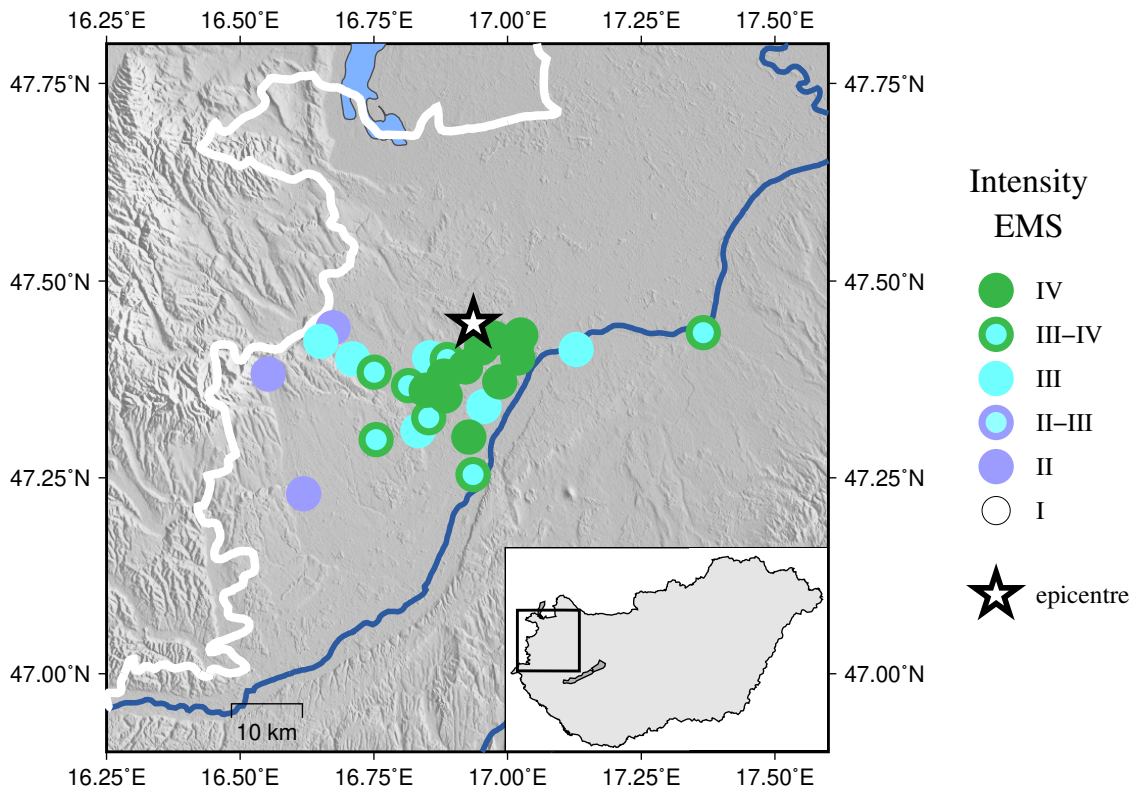 16.25˚E 16.50˚E 16.75˚E 17.00˚E 17.25˚E 17.50˚E
47.75˚N 47.75˚N
47.50˚N 47.50˚N
47.25˚N 47.25˚N
47.00˚N 47.00˚N
10 km
16.25˚E 16.50˚E 16.75˚E 17.00˚E 17.25˚E 17.50˚E
Intensity
EMS
IV
III–IV
III
II–III
II
I
epicentre